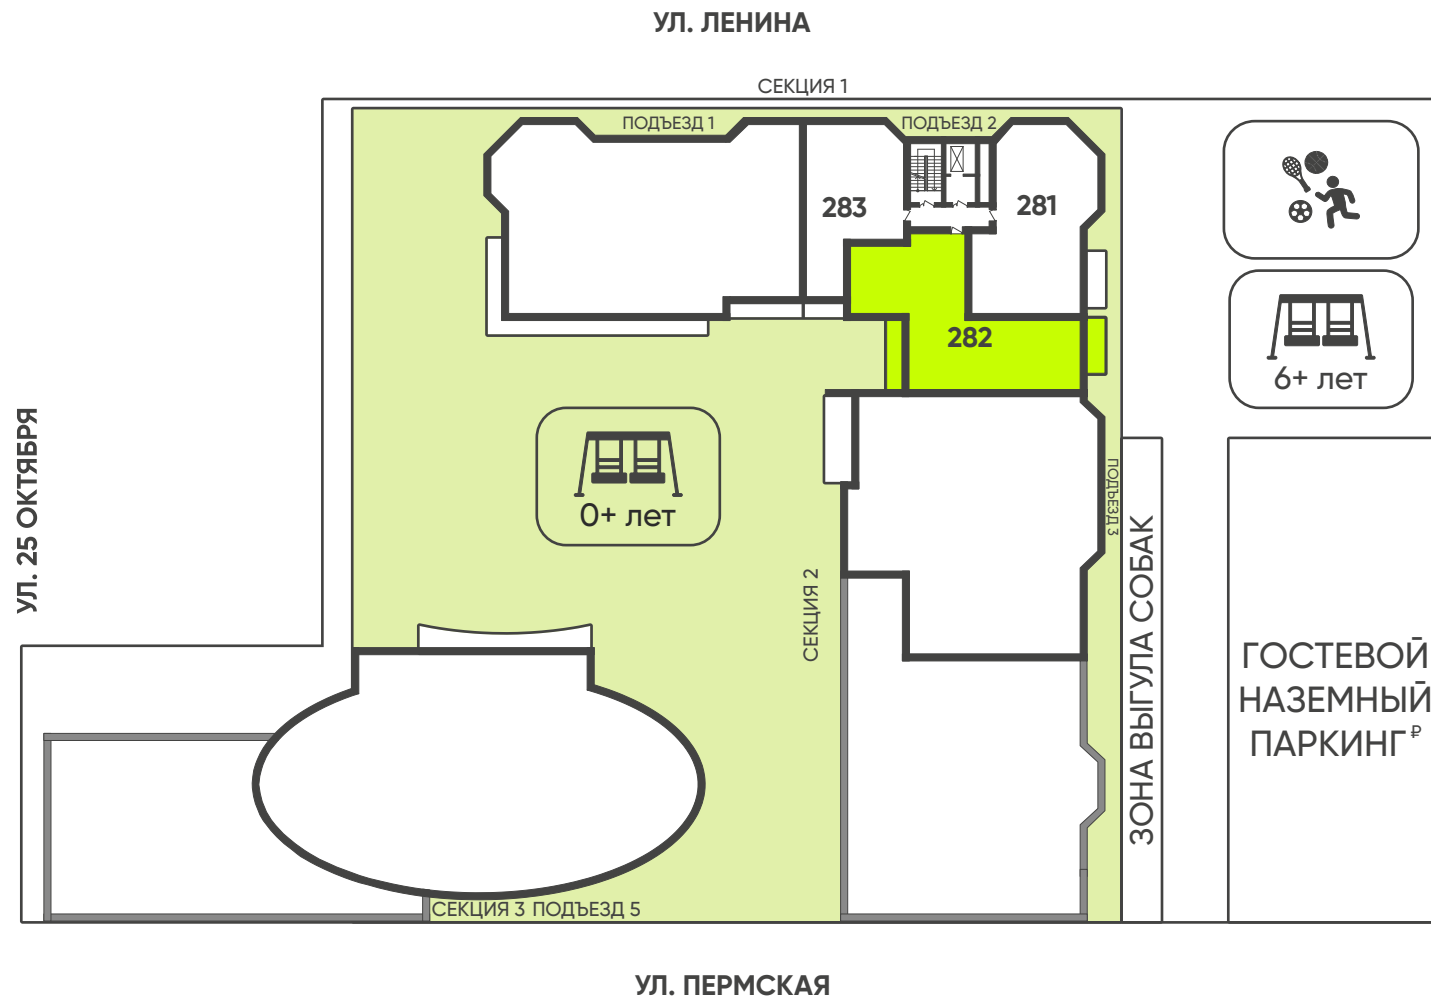 УЛ. ЛЕНИНА
СЕКЦИЯ 1
ПОДЪЕЗД 1
ПОДЪЕЗД 2
283
281
282
6+ лет
0+ лет
УЛ. 25 ОКТЯБРЯ
ПОДЪЕЗД 3
СЕКЦИЯ 2
ЗОНА ВЫГУЛА СОБАК
ГОСТЕВОЙ
НАЗЕМНЫЙ
ПАРКИНГ₽
СЕКЦИЯ 3 ПОДЪЕЗД 5
УЛ. ПЕРМСКАЯ